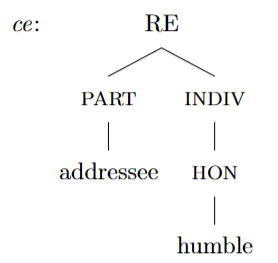 ce: RE
PART INDIV
addressee HON
humble